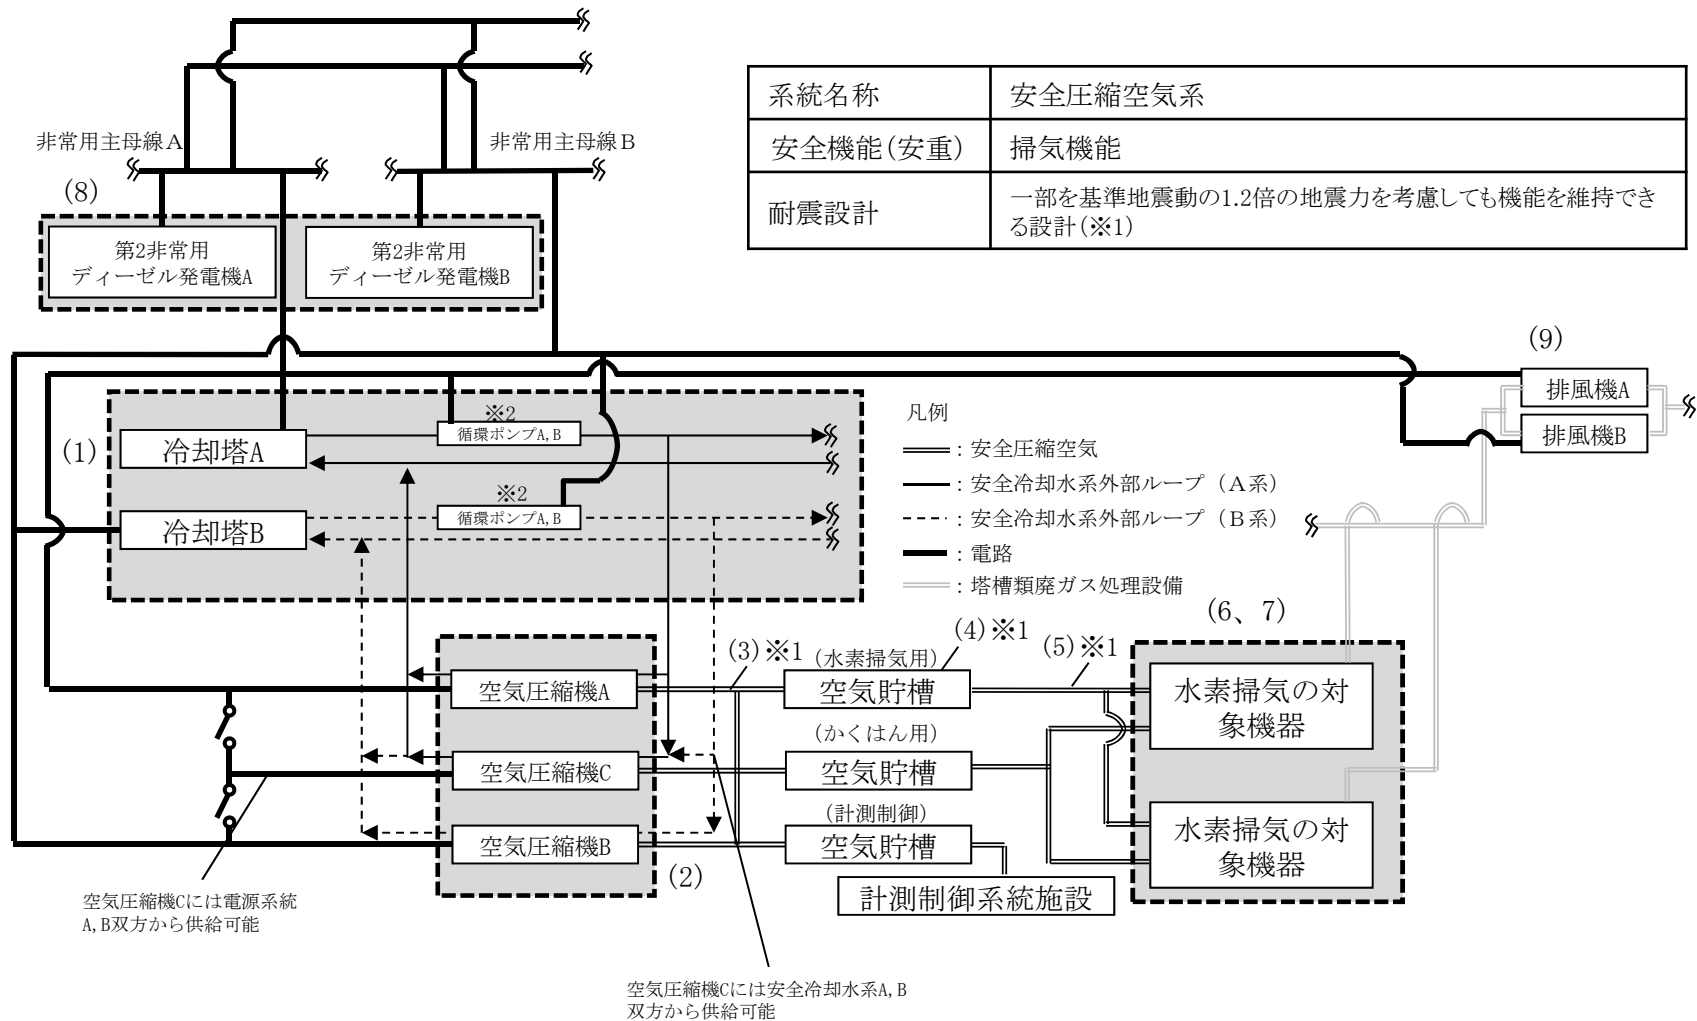 非常用主母線A
非常用主母線B
(8)
第2非常用
ディーゼル発電機A
第2非常用
ディーゼル発電機B
系統名称
安全圧縮空気系
安全機能(安重)
掃気機能
耐震設計
一部を基準地震動の1.2倍の地震力を考慮しても機能を維持でき
る設計(※1)
(9)
排風機A
排風機B
(1)
冷却塔A
※2
循環ポンプA,B
冷却塔B
※2
循環ポンプA,B
凡例
:安全圧縮空気
:安全冷却水系外部ループ(A系)
:安全冷却水系外部ループ(B系)
:電路
:塔槽類廃ガス処理設備
(6、7)
(3)※1
(4)※1
(5)※1
(水素掃気用)
空気圧縮機A
空気貯槽
水素掃気の対
象機器
(かくはん用)
空気圧縮機C
空気貯槽
(計測制御)
空気圧縮機B
空気貯槽
水素掃気の対
象機器
(2)
計測制御系統施設
空気圧縮機Cには電源系統
A,B双方から供給可能
空気圧縮機Cには安全冷却水系A,B
双方から供給可能